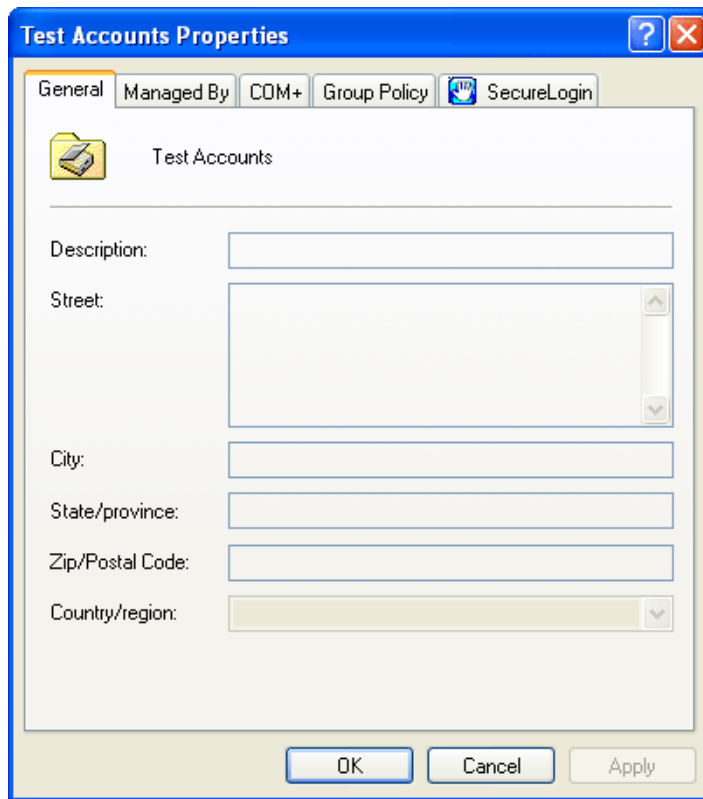 Test Accounts Properties
General Managed By COM+ Group Policy SecureLogin
Test Accounts
Description:
Street:
City:
State/province:
Zip/Postal Code:
Country/region:
OK Cancel Apply